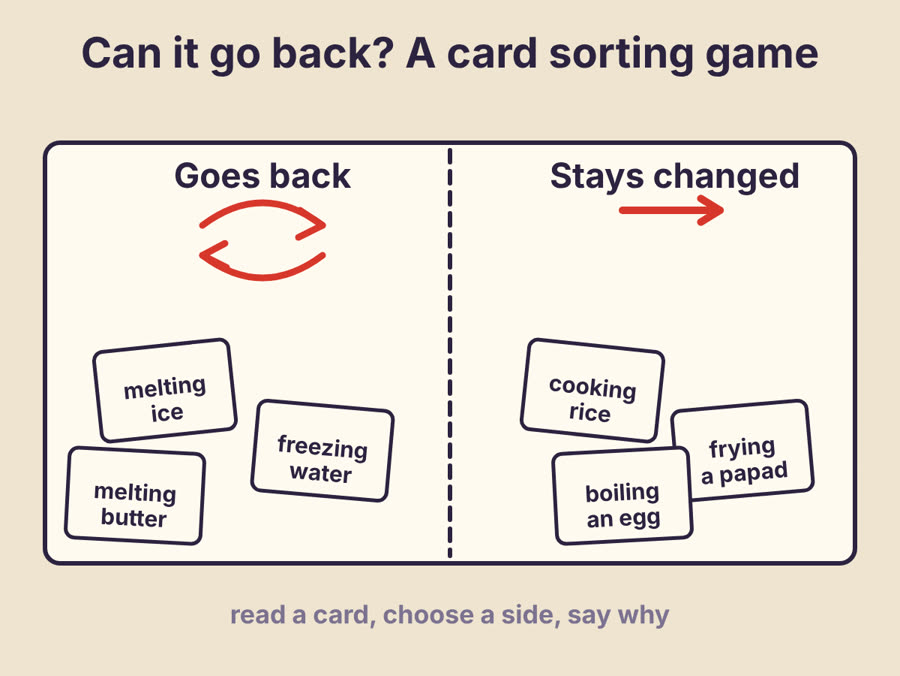 Can it go back? A card sorting game
Goes back
melting
ice
freezing
water
melting
butter
Stays changed
cooking
rice
frying
a papad
boiling
an egg
read a card, choose a side, say why